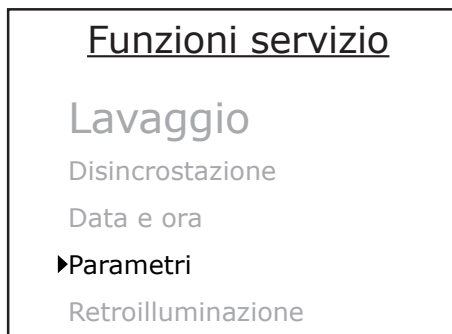 Funzioni servizio
Lavaggio
Disincrostazione
Data e ora
Parametri
Retroilluminazione